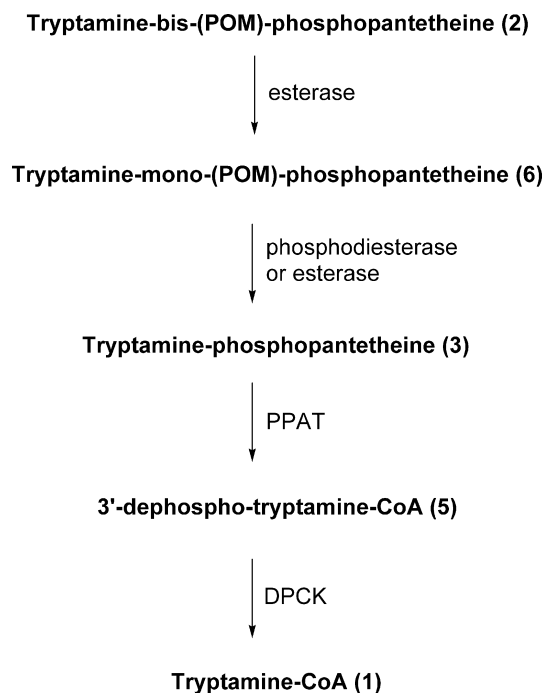 Tryptamine-bis-(POM)-phosphopantetheine (2)
esterase
Tryptamine-mono-(POM)-phosphopantetheine (6)
phosphodiesterase
or esterase
Tryptamine-phosphopantetheine (3)
PPAT
3'-dephospho-tryptamine-CoA (5)
DPCK
Tryptamine-CoA (1)